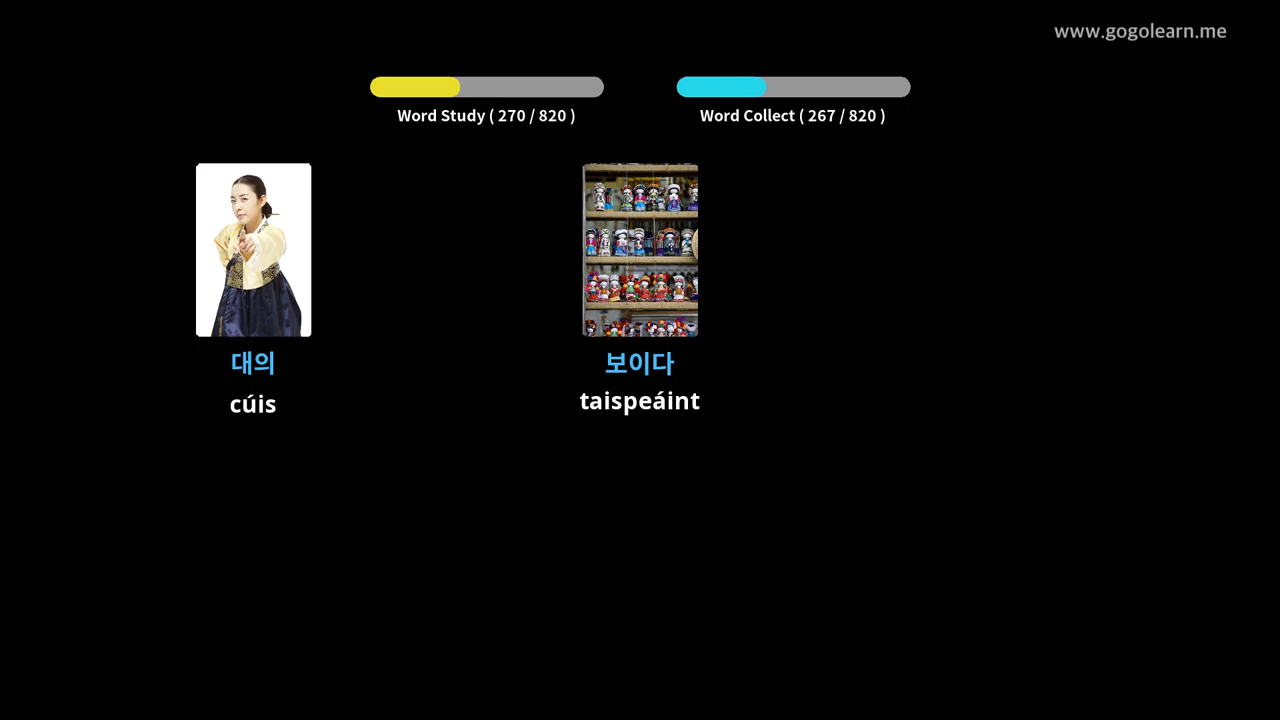 www.gogolearn.me
Word Study ( 270 / 820 )
Word Collect ( 267 / 820 )
대의
cúis
보이다
taispeáint